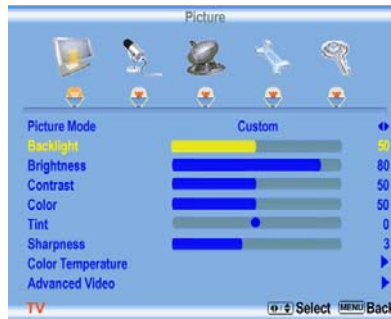 Picture
Picture Mode Custom
Backlight 50
Brightness 80
Contrast 50
Color 50
Tint 0
Sharpness 3
Color Temperature
Advanced Video
TV Select MENU Back